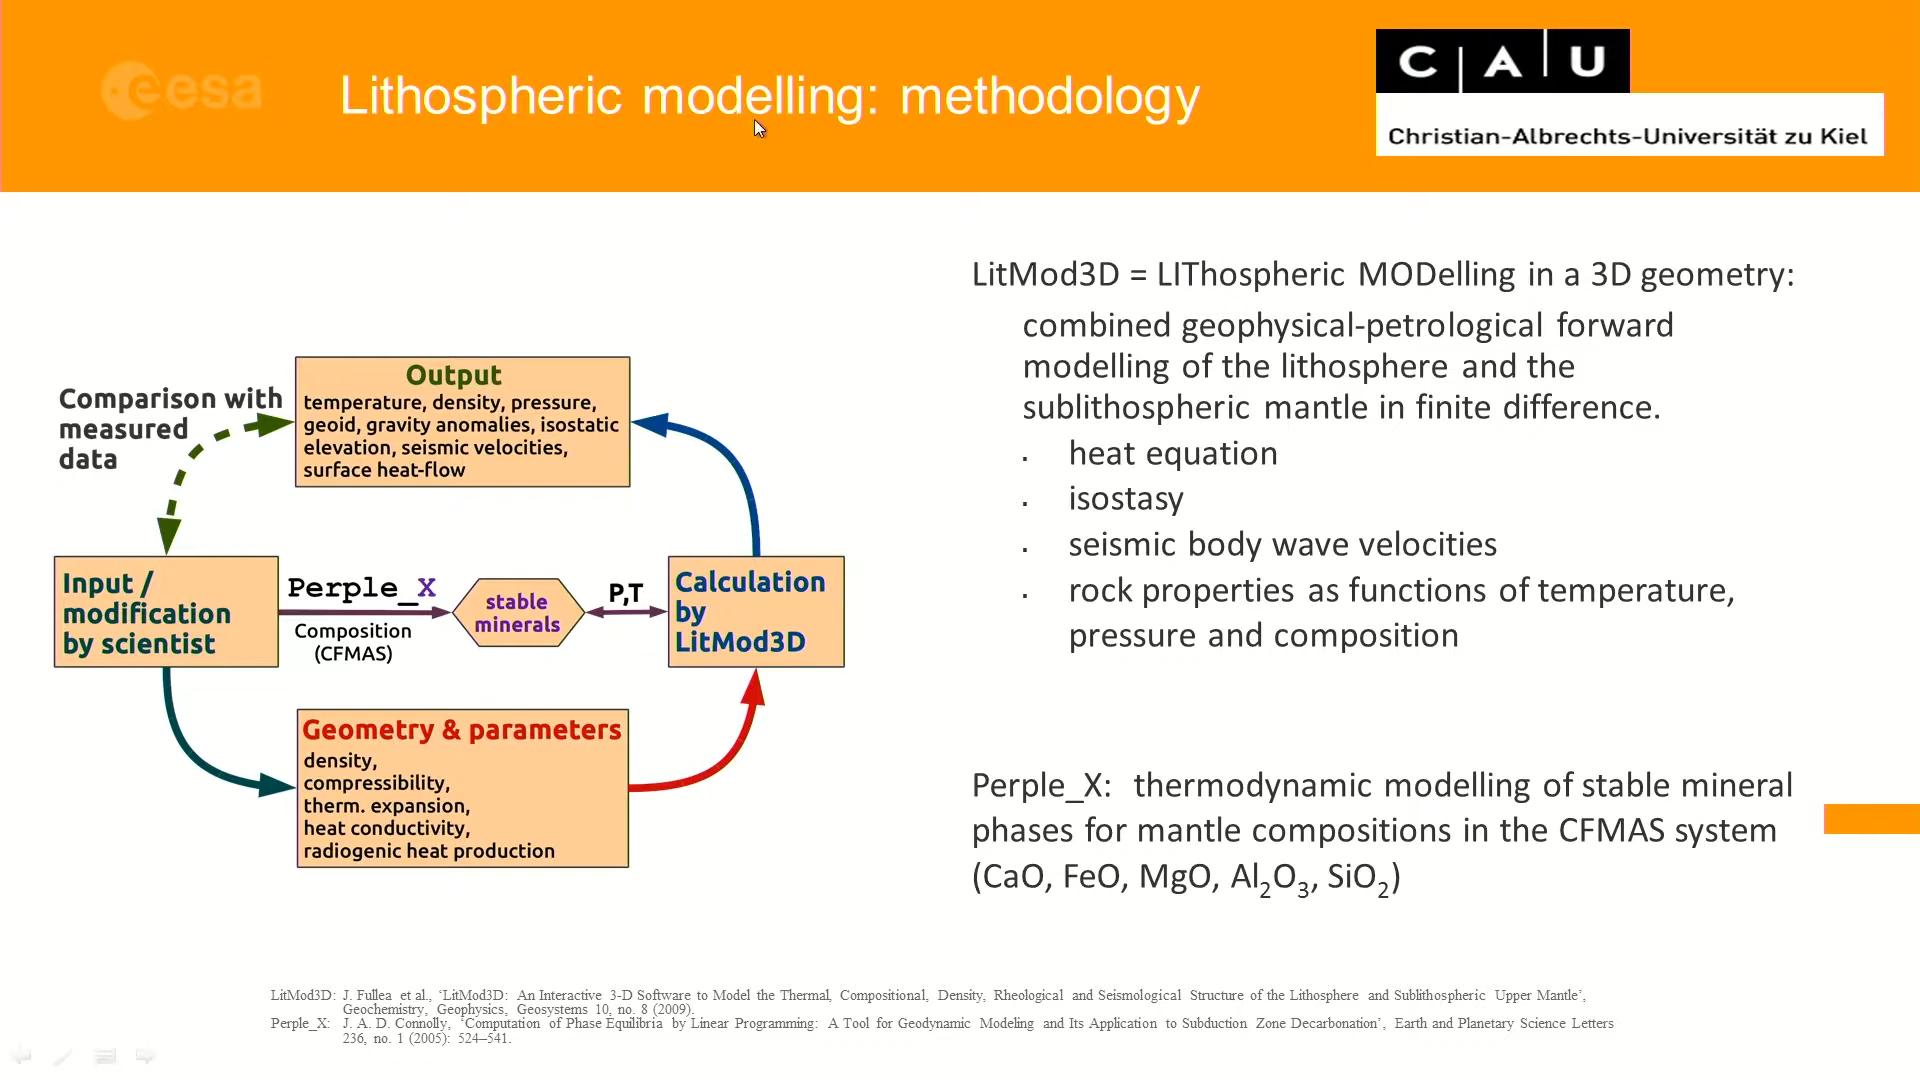 eesa
Lithospheric modelling: methodology
C A U
Christian-Albrechts-Universität zu Kiel
Comparison with
measured
data
Output
temperature, density, pressure,
geoid, gravity anomalies, isostatic
elevation, seismic velocities,
surface heat-flow
Input /
modification
by scientist
Perple_X
Composition
(CFMAS)
stable
minerals
P,T
Calculation
by
LitMod3D
Geometry & parameters
density,
compressibility,
therm. expansion,
heat conductivity,
radiogenic heat production
LitMod3D = LIThospheric MODelling in a 3D geometry:
combined geophysical-petrological forward
modelling of the lithosphere and the
sublithospheric mantle in finite difference.
▪ heat equation
▪ isostasy
▪ seismic body wave velocities
▪ rock properties as functions of temperature,
pressure and composition
Perple_X: thermodynamic modelling of stable mineral
phases for mantle compositions in the CFMAS system
(CaO, FeO, MgO, Al₂O₃, SiO₂)
LitMod3D: J. Fullea et al., ‘LitMod3D: An Interactive 3-D Software to Model the Thermal, Compositional, Density, Rheological and Seismological Structure of the Lithosphere and Sublithospheric Upper Mantle’,
Geochemistry, Geophysics, Geosystems 10, no. 8 (2009).
Perple_X: J. A. D. Connolly, ‘Computation of Phase Equilibria by Linear Programming: A Tool for Geodynamic Modeling and Its Application to Subduction Zone Decarbonation’, Earth and Planetary Science Letters
236, no. 1 (2005): 524–541.